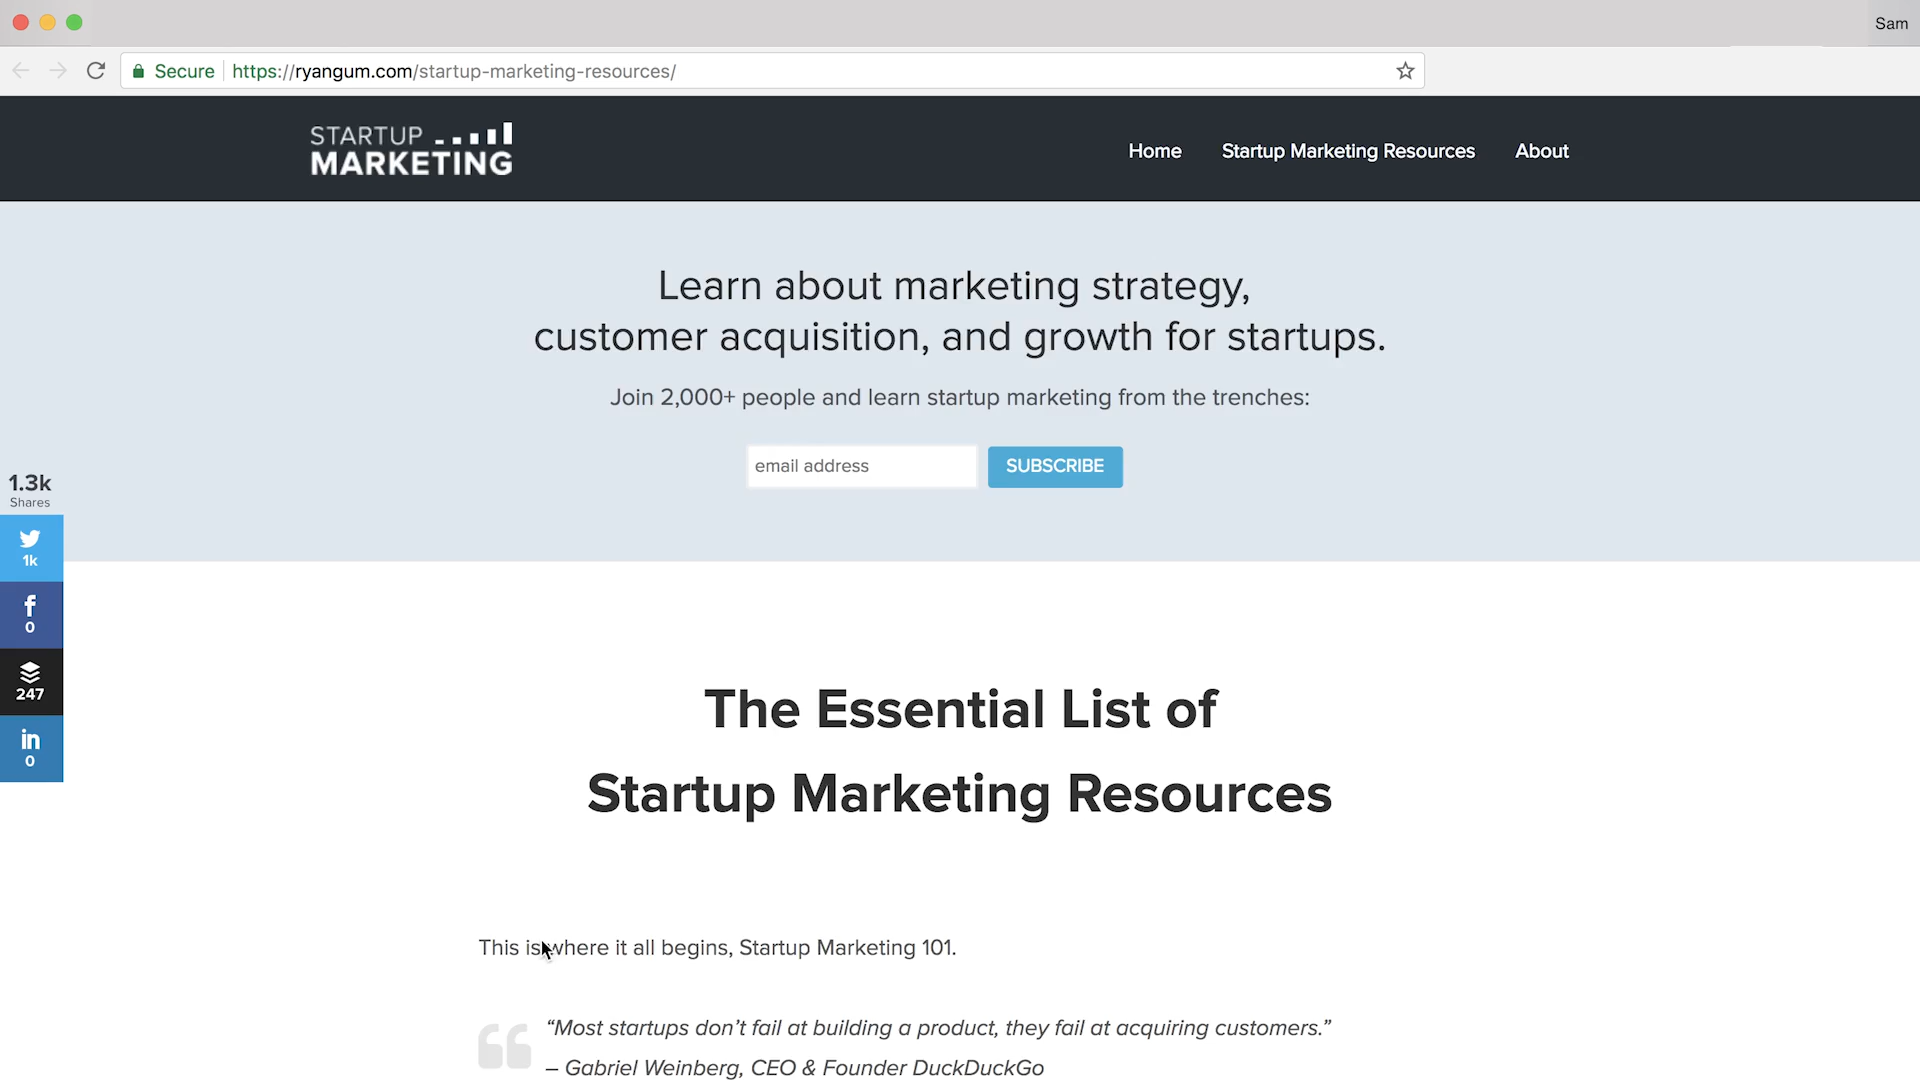 Sam
Secure https://ryangum.com/startup-marketing-resources/
STARTUP
MARKETING
Home Startup Marketing Resources About
Learn about marketing strategy,
customer acquisition, and growth for startups.
Join 2,000+ people and learn startup marketing from the trenches:
email address SUBSCRIBE
1.3k
Shares
1k
f
0
247
in
0
The Essential List of
Startup Marketing Resources
This is where it all begins, Startup Marketing 101.
“Most startups don’t fail at building a product, they fail at acquiring customers.”
– Gabriel Weinberg, CEO & Founder DuckDuckGo